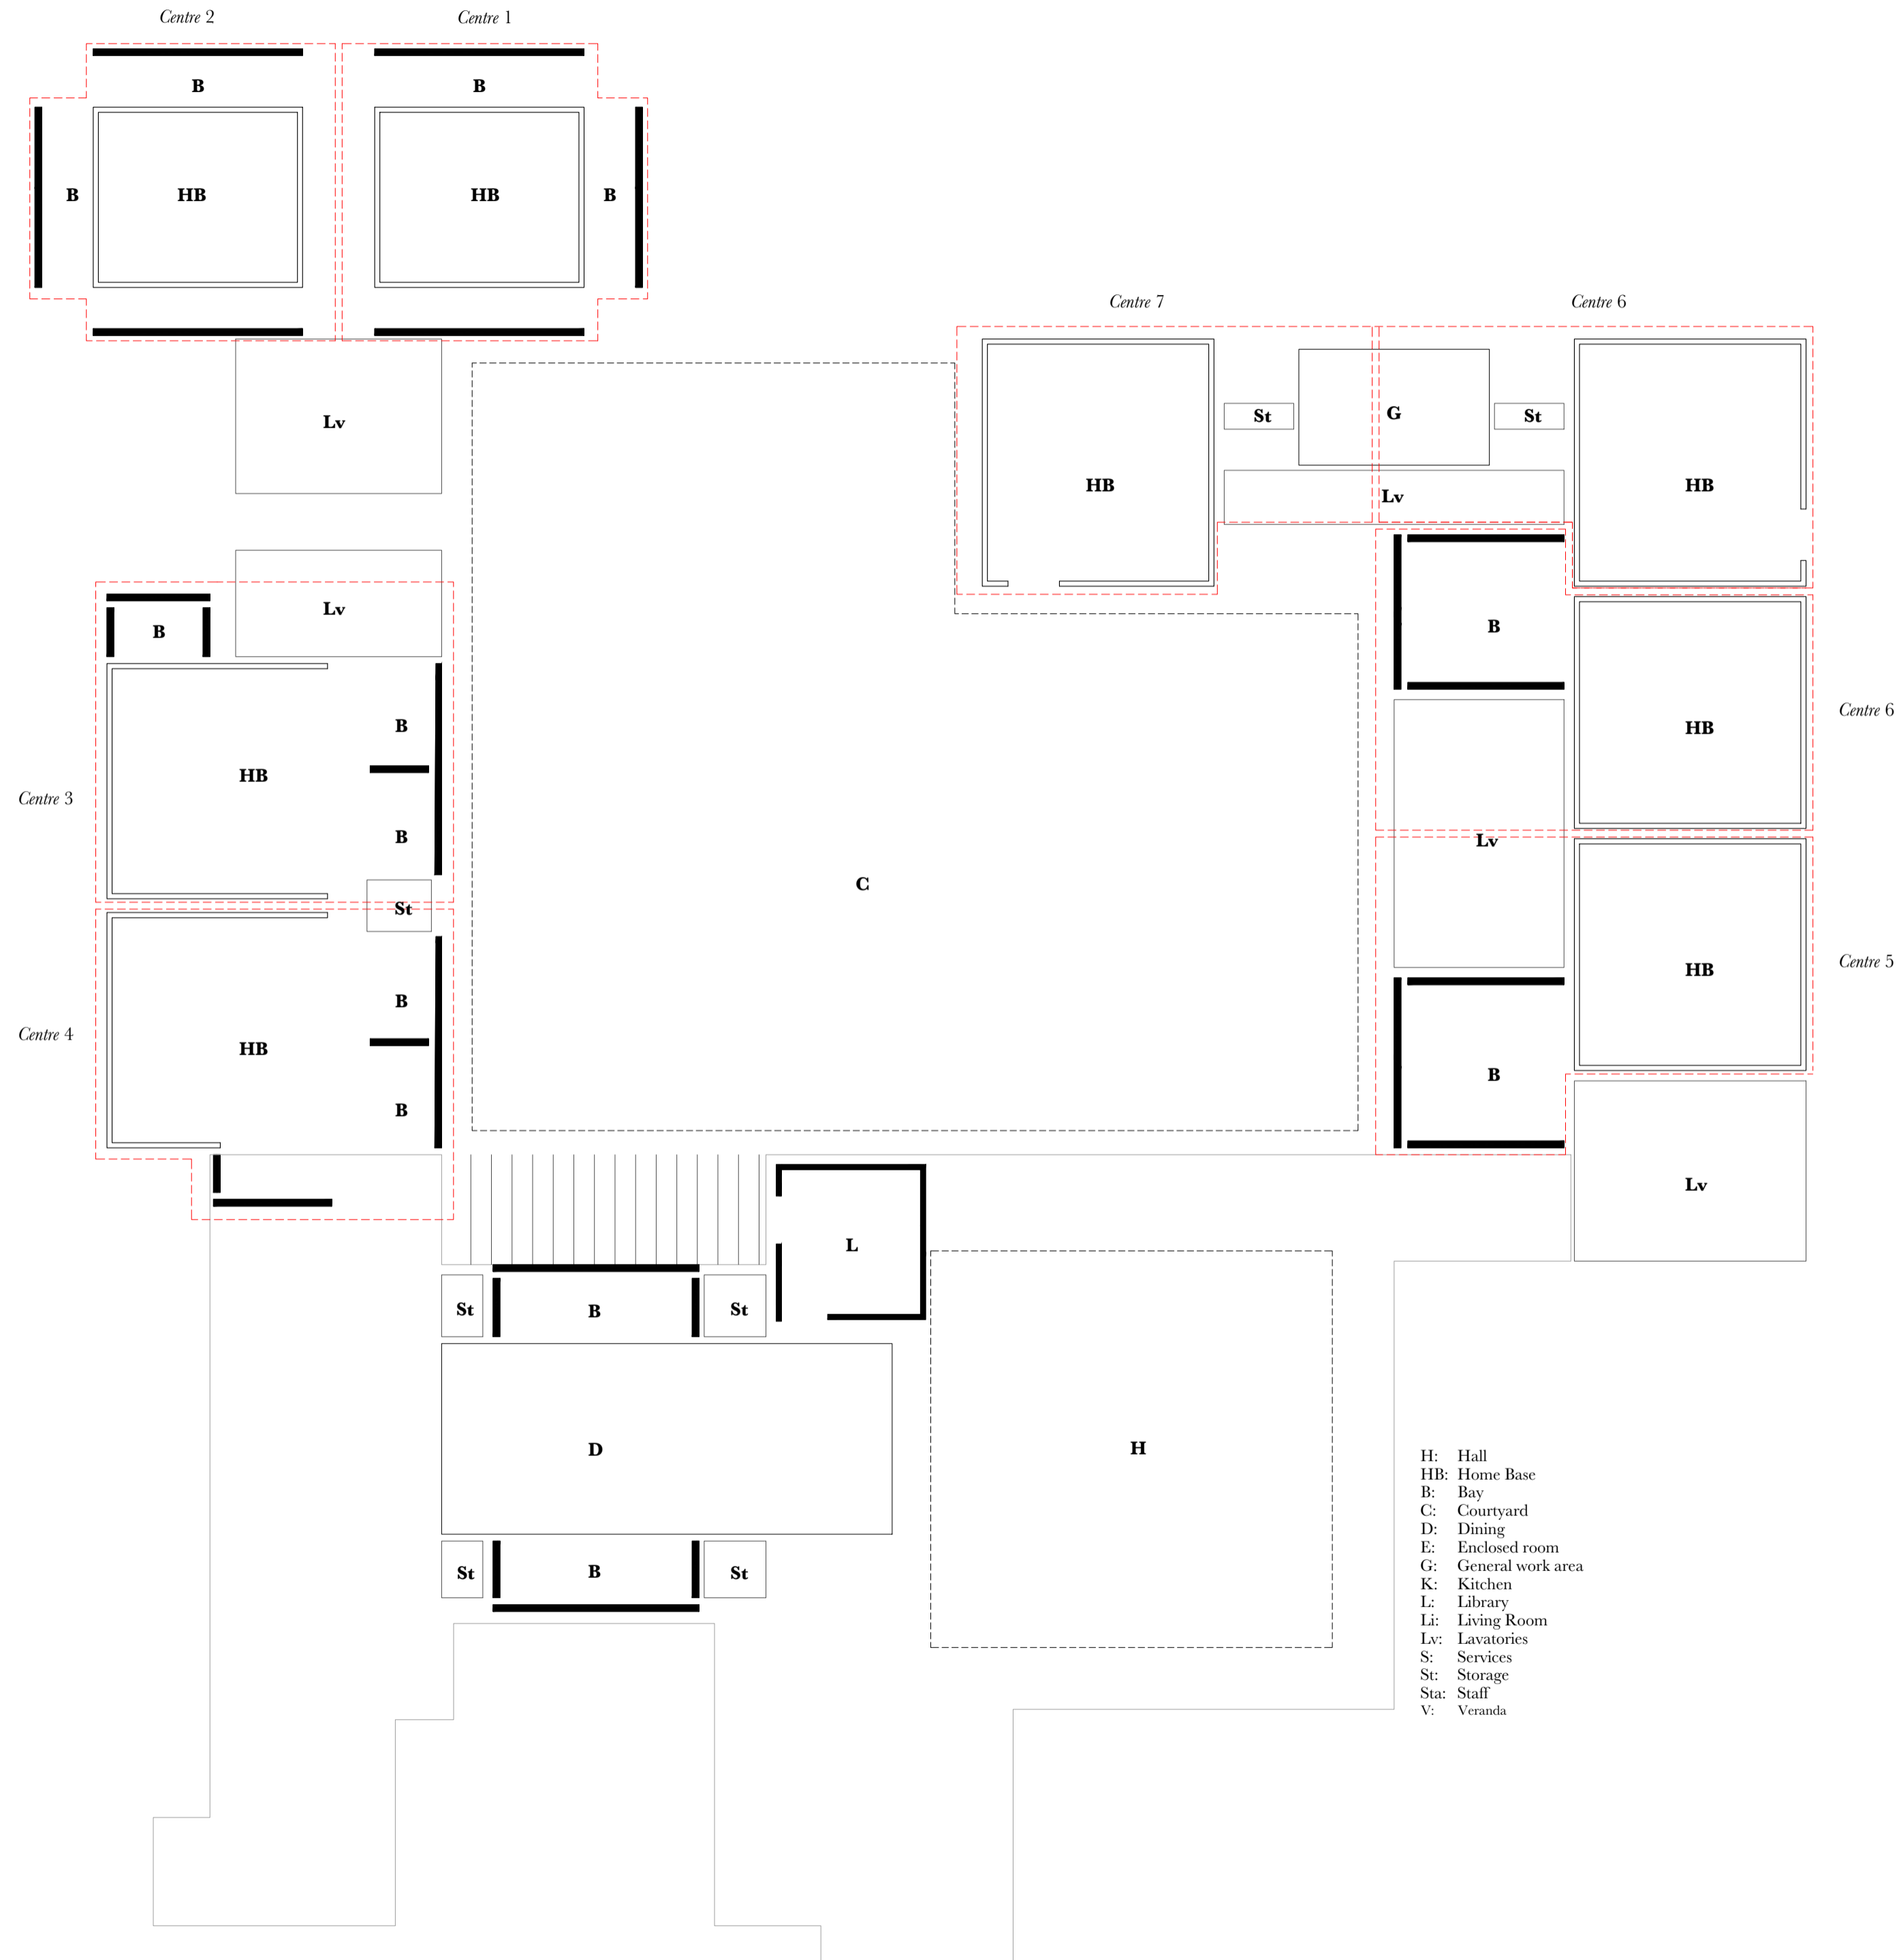 Centre 2
Centre 1
B
B
B
HB
HB
B
Centre 7
Centre 6
Lv
St
G
St
HB
Lv
HB
Lv
B
B
B
HB
Centre 6
HB
B
Centre 3
B
Lv
C
St
HB
Centre 5
B
Centre 4
HB
B
B
Lv
L
St
B
St
D
H
St
B
St
H: Hall
HB: Home Base
B: Bay
C: Courtyard
D: Dining
E: Enclosed room
G: General work area
K: Kitchen
L: Library
Li: Living Room
Lv: Lavatories
S: Services
St: Storage
Sta: Staff
V: Veranda